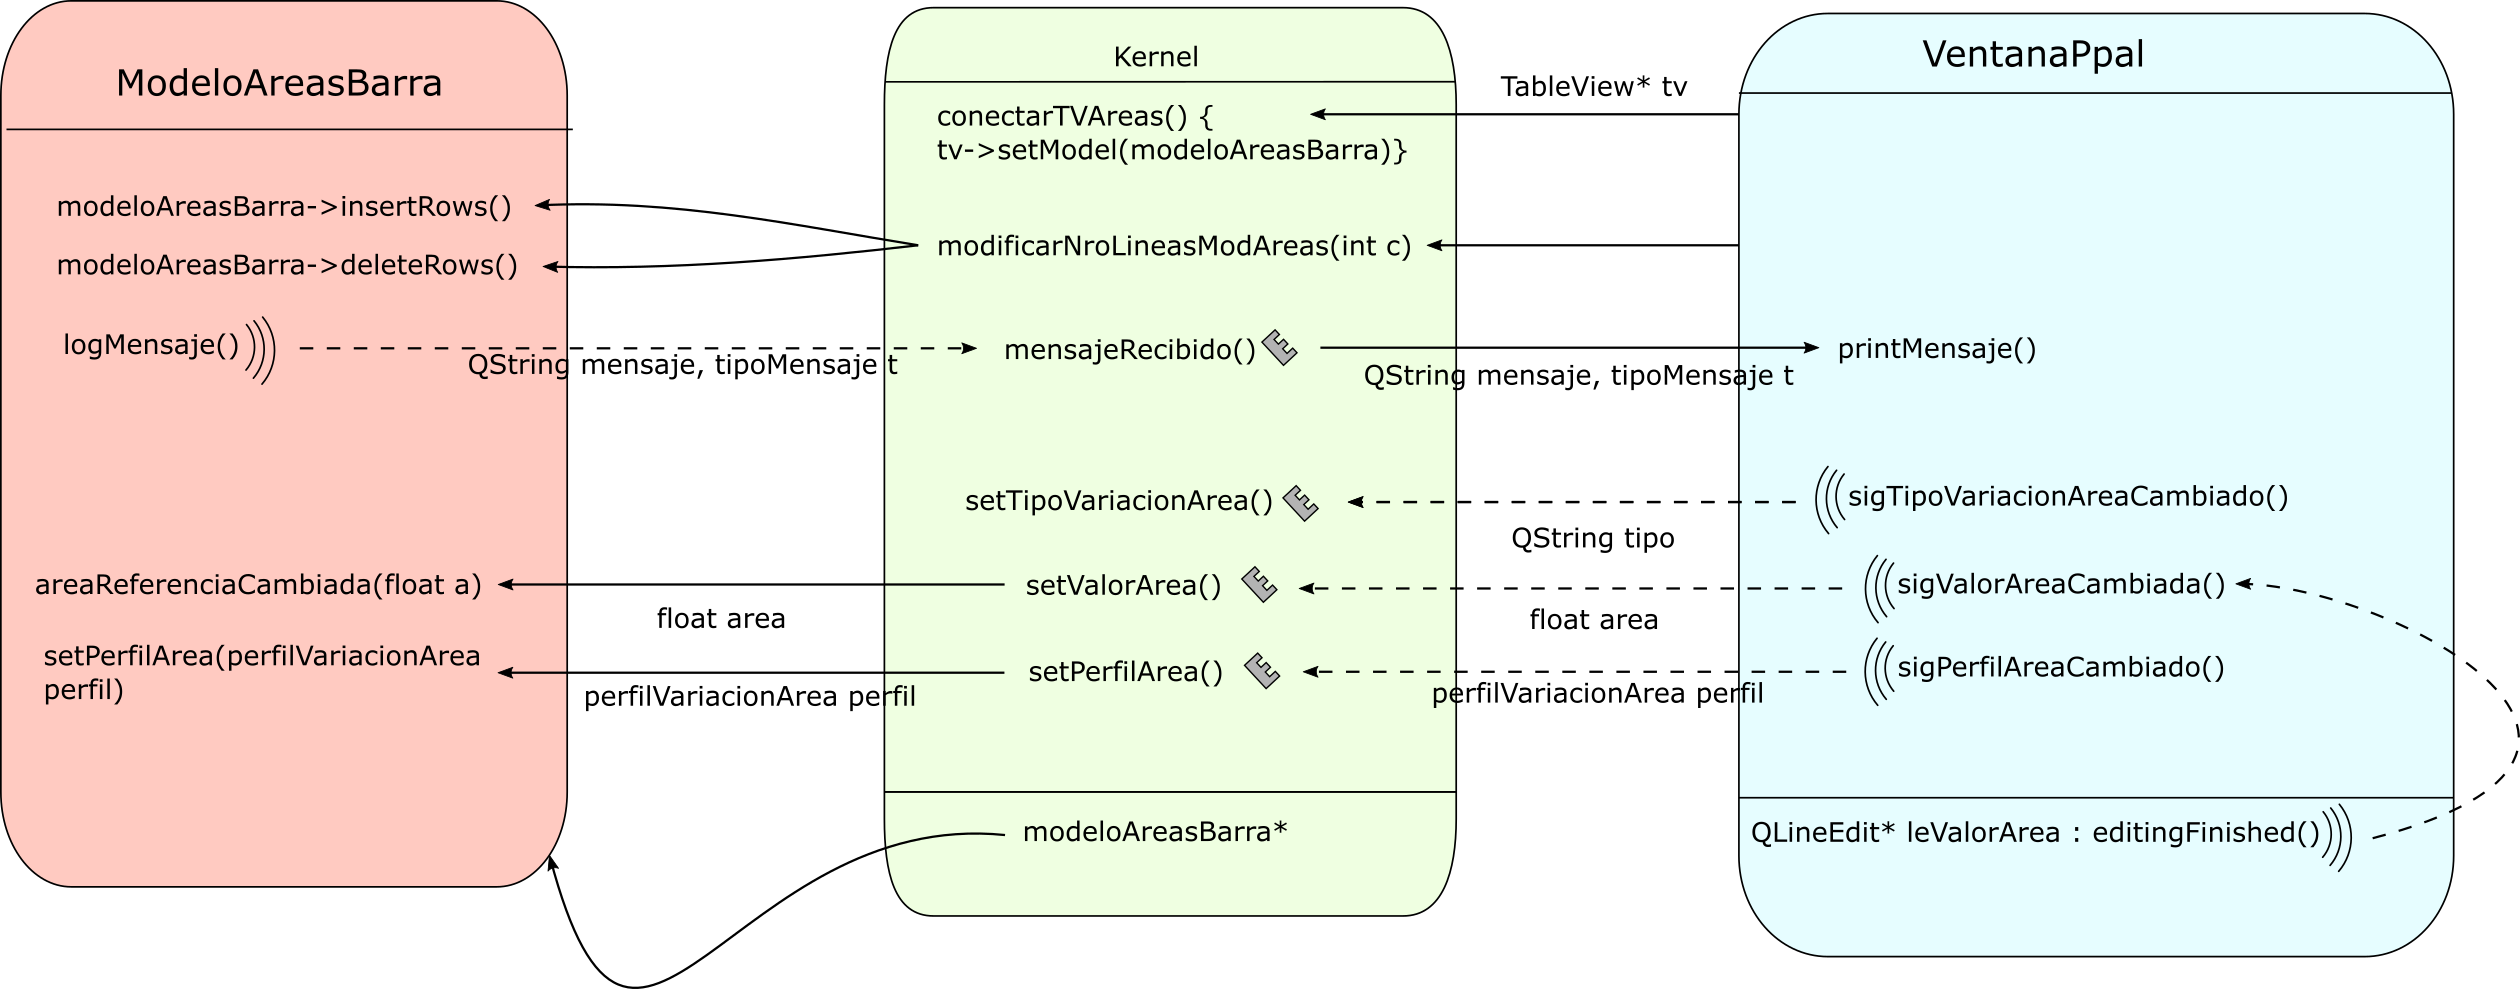 ModeloAreasBarra
modeloAreasBarra->insertRows()
modeloAreasBarra->deleteRows()
logMensaje()
QString mensaje, tipoMensaje t
areaReferenciaCambiada(float a)
float area
setPerfilArea(perfilVariacionArea
perfil)
perfilVariacionArea perfil
Kernel
conectarTVAreas() {
tv->setModel(modeloAreasBarra)}
modificarNroLineasModAreas(int c)
mensajeRecibido()
QString mensaje, tipoMensaje t
setTipoVariacionArea()
setValorArea()
setPerfilArea()
modeloAreasBarra*
TableView* tv
QString tipo
float area
perfilVariacionArea perfil
VentanaPpal
printMensaje()
sigTipoVariacionAreaCambiado()
sigValorAreaCambiada()
sigPerfilAreaCambiado()
QLineEdit* leValorArea : editingFinished()